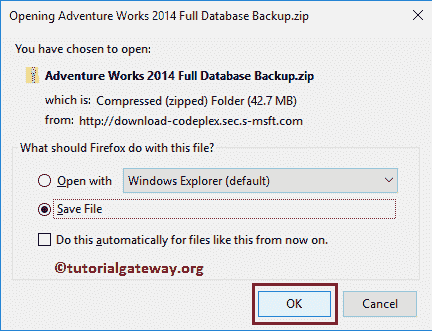 Opening Adventure Works 2014 Full Database Backup.zip
You have chosen to open:
Adventure Works 2014 Full Database Backup.zip
which is: Compressed (zipped) Folder (42.7 MB)
from: http://download-codeplex.sec.s-msft.com
What should Firefox do with this file?
Open with Windows Explorer (default)
Save File
Do this automatically for files like this from now on.
©tutorialgateway.org
OK Cancel